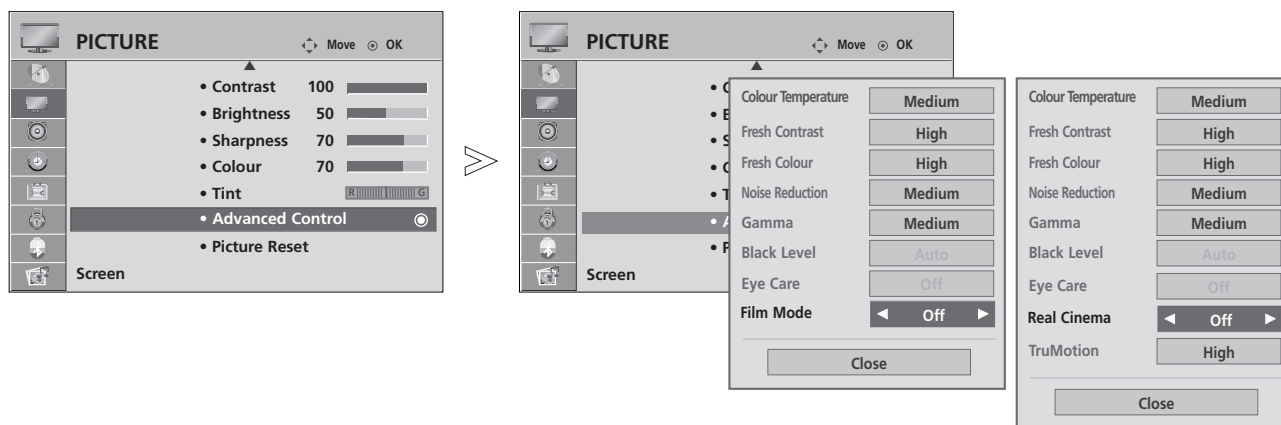 PICTURE Move OK
• Contrast 100
• Brightness 50
• Sharpness 70
• Colour 70
• Tint R G
• Advanced Control
• Picture Reset
Screen
PICTURE Move OK
Screen
Colour Temperature Medium
Fresh Contrast High
Fresh Colour High
Noise Reduction Medium
Gamma Medium
Black Level Auto
Eye Care Off
Film Mode Off
Close
Colour Temperature Medium
Fresh Contrast High
Fresh Colour High
Noise Reduction Medium
Gamma Medium
Black Level Auto
Eye Care Off
Real Cinema Off
TruMotion High
Close